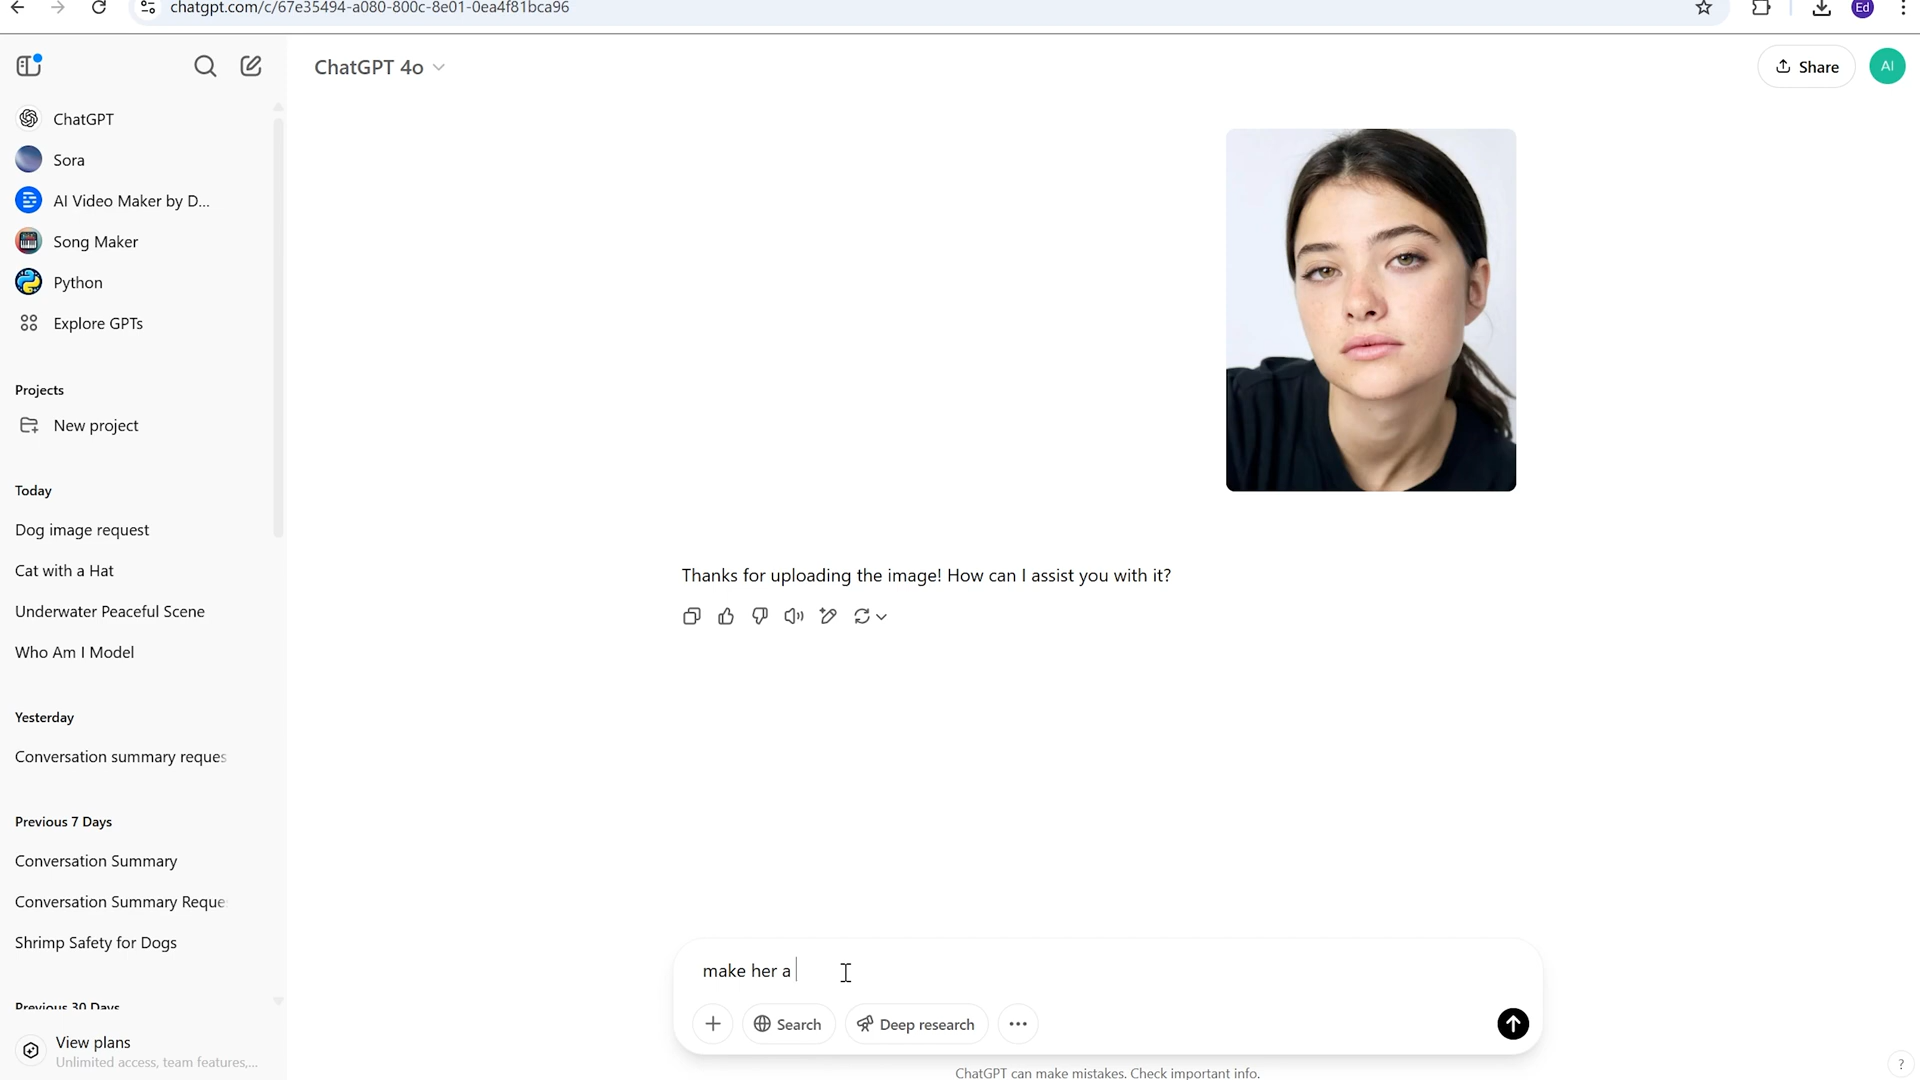 chatgpt.com/c/67e35494-a080-800c-8e01-0ea4f81bca96
Ed
ChatGPT 4o
Share
AI
ChatGPT
Sora
AI Video Maker by D...
Song Maker
Python
Explore GPTs
Projects
New project
Today
Dog image request
Cat with a Hat
Underwater Peaceful Scene
Who Am I Model
Yesterday
Conversation summary reques
Previous 7 Days
Conversation Summary
Conversation Summary Reque
Shrimp Safety for Dogs
Previous 30 Days
View plans
Unlimited access, team features,...
Thanks for uploading the image! How can I assist you with it?
make her a
Search
Deep research
ChatGPT can make mistakes. Check important info.
?